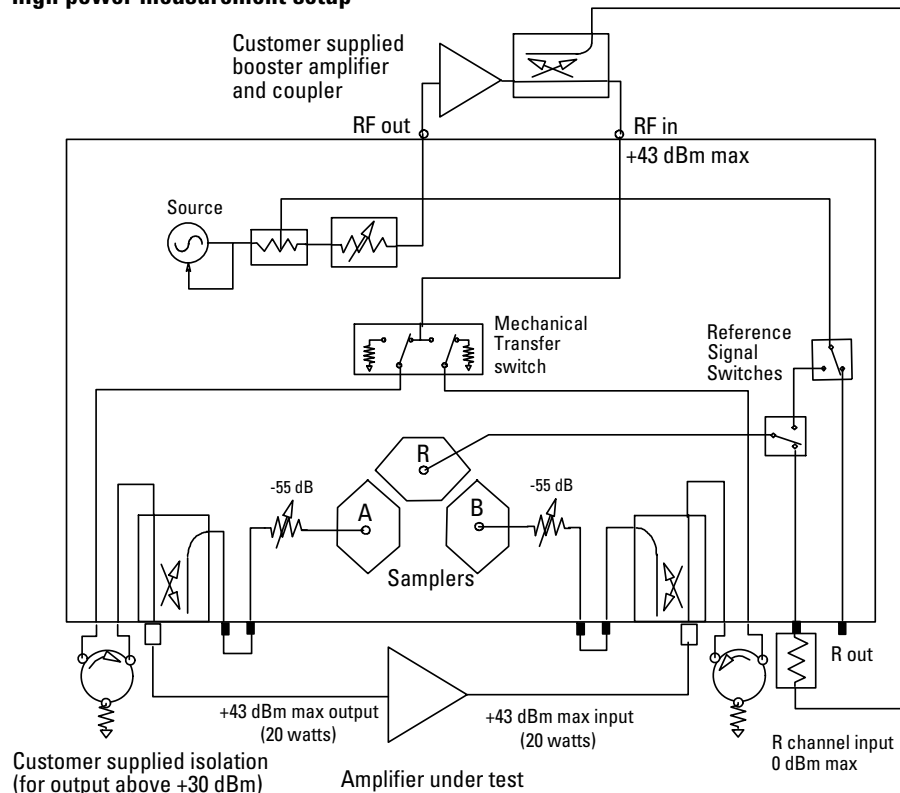 High power measurement setup
Customer supplied
booster amplifier
and coupler
RF out
RF in
+43 dBm max
Source
Mechanical
Transfer
switch
Reference
Signal
Switches
R
-55 dB
A
B
-55 dB
Samplers
R out
+43 dBm max output
(20 watts)
+43 dBm max input
(20 watts)
Customer supplied isolation
(for output above +30 dBm)
Amplifier under test
R channel input
0 dBm max